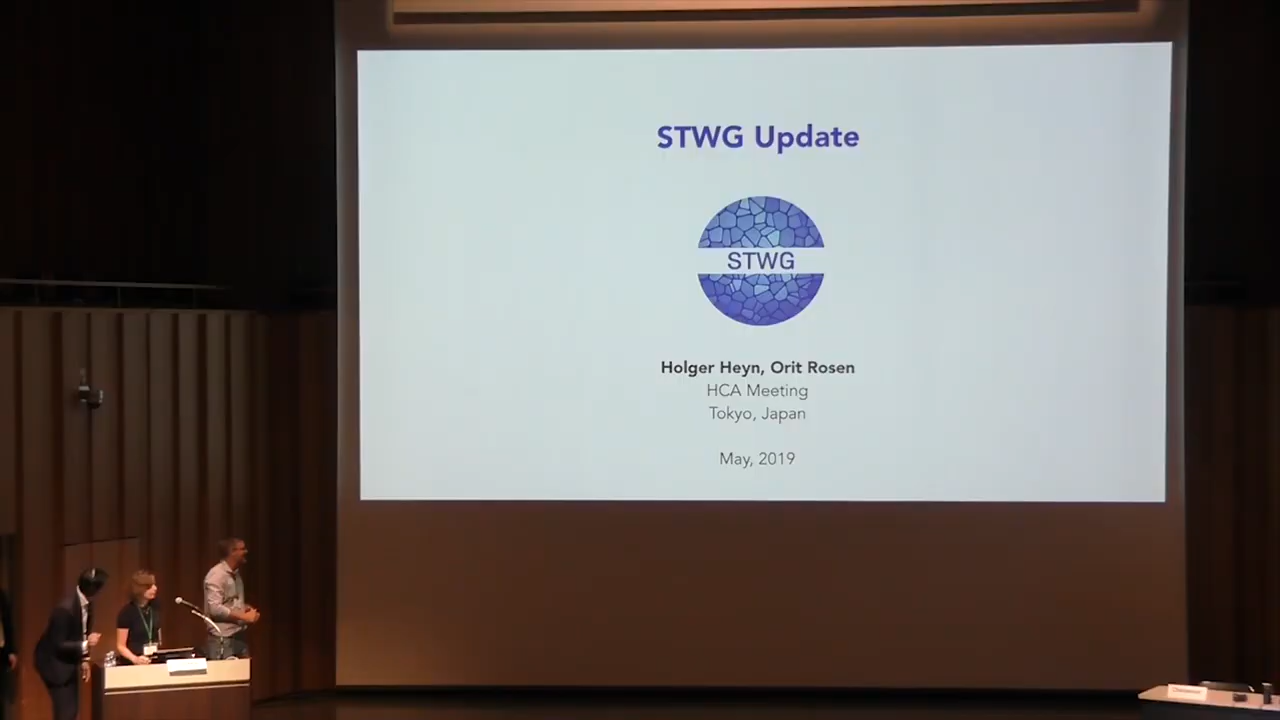 STWG Update
STWG
Holger Heyn, Orit Rosen
HCA Meeting
Tokyo, Japan
May, 2019